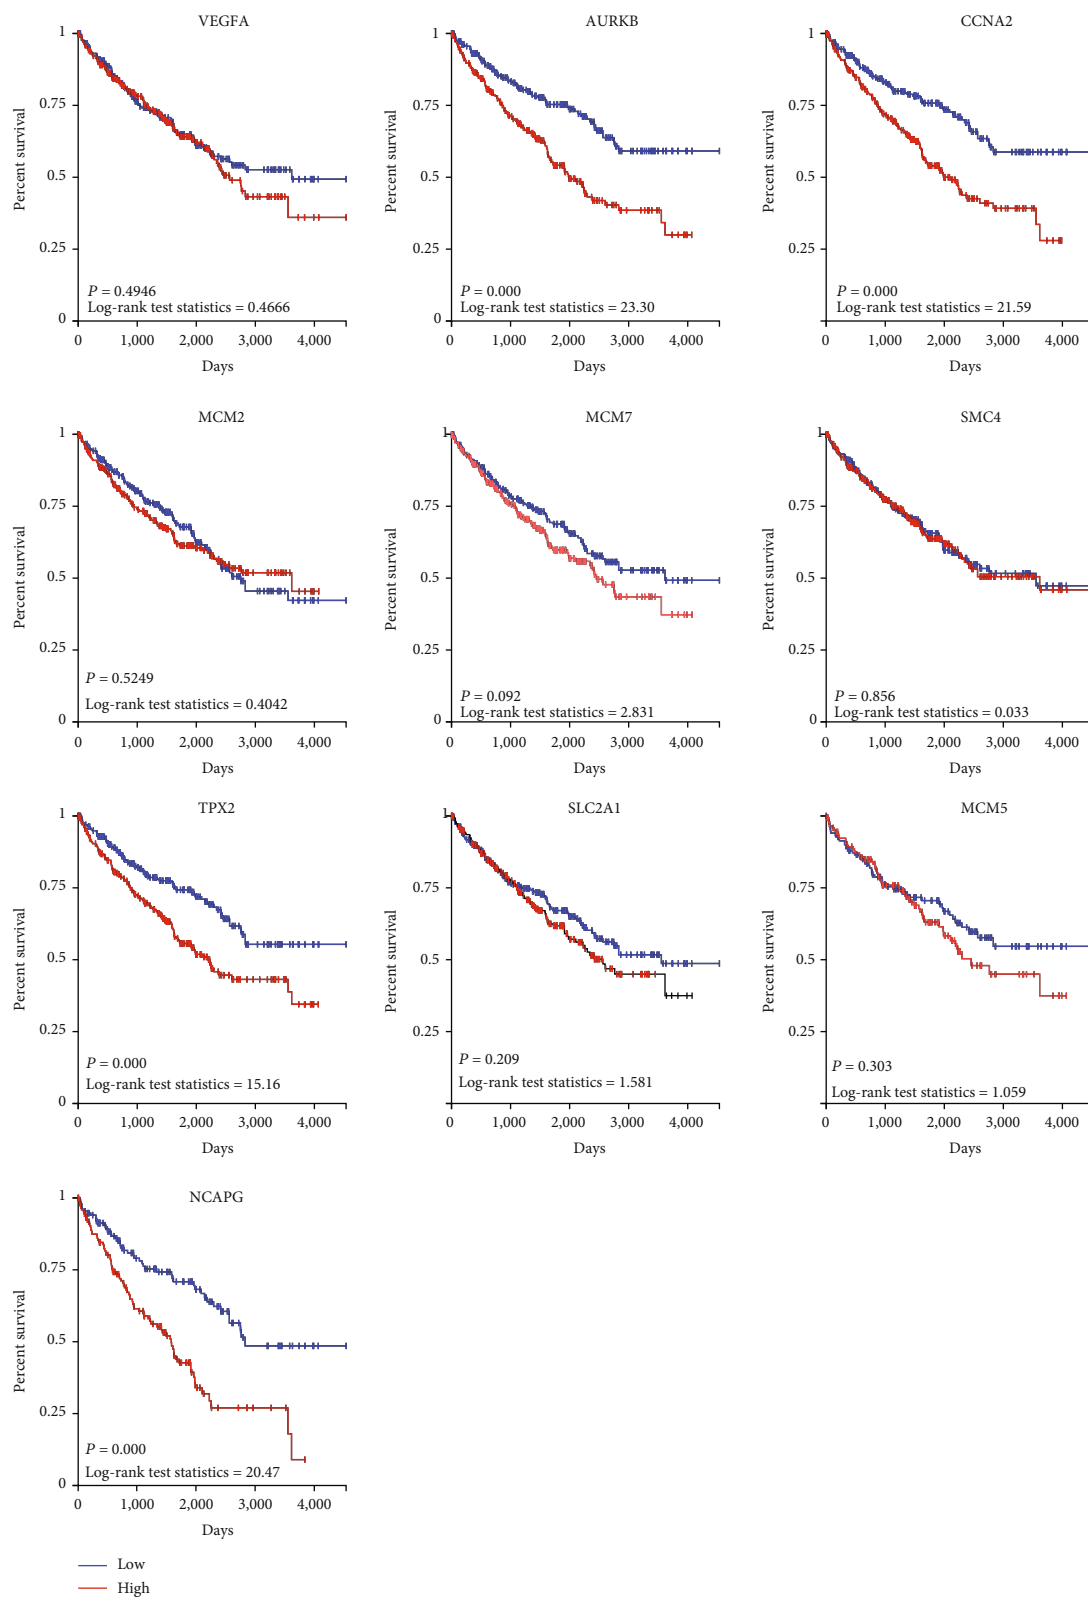 VEGFA
1
0.75
0.5
0.25
0
Percent survival
P = 0.4946
Log-rank test statistics = 0.4666
0 1,000 2,000 3,000 4,000
Days
AURKB
1
0.75
0.5
0.25
0
Percent survival
P = 0.000
Log-rank test statistics = 23.30
0 1,000 2,000 3,000 4,000
Days
CCNA2
1
0.75
0.5
0.25
0
Percent survival
P = 0.000
Log-rank test statistics = 21.59
0 1,000 2,000 3,000 4,000
Days
MCM2
1
0.75
0.5
0.25
0
Percent survival
P = 0.5249
Log-rank test statistics = 0.4042
0 1,000 2,000 3,000 4,000
Days
MCM7
1
0.75
0.5
0.25
0
Percent survival
P = 0.092
Log-rank test statistics = 2.831
0 1,000 2,000 3,000 4,000
Days
SMC4
1
0.75
0.5
0.25
0
Percent survival
P = 0.856
Log-rank test statistics = 0.033
0 1,000 2,000 3,000 4,000
Days
TPX2
1
0.75
0.5
0.25
0
Percent survival
P = 0.000
Log-rank test statistics = 15.16
0 1,000 2,000 3,000 4,000
Days
SLC2A1
1
0.75
0.5
0.25
0
Percent survival
P = 0.209
Log-rank test statistics = 1.581
0 1,000 2,000 3,000 4,000
Days
MCM5
1
0.75
0.5
0.25
0
Percent survival
P = 0.303
Log-rank test statistics = 1.059
0 1,000 2,000 3,000 4,000
Days
NCAPG
1
0.75
0.5
0.25
0
Percent survival
P = 0.000
Log-rank test statistics = 20.47
0 1,000 2,000 3,000 4,000
Days
Low
High